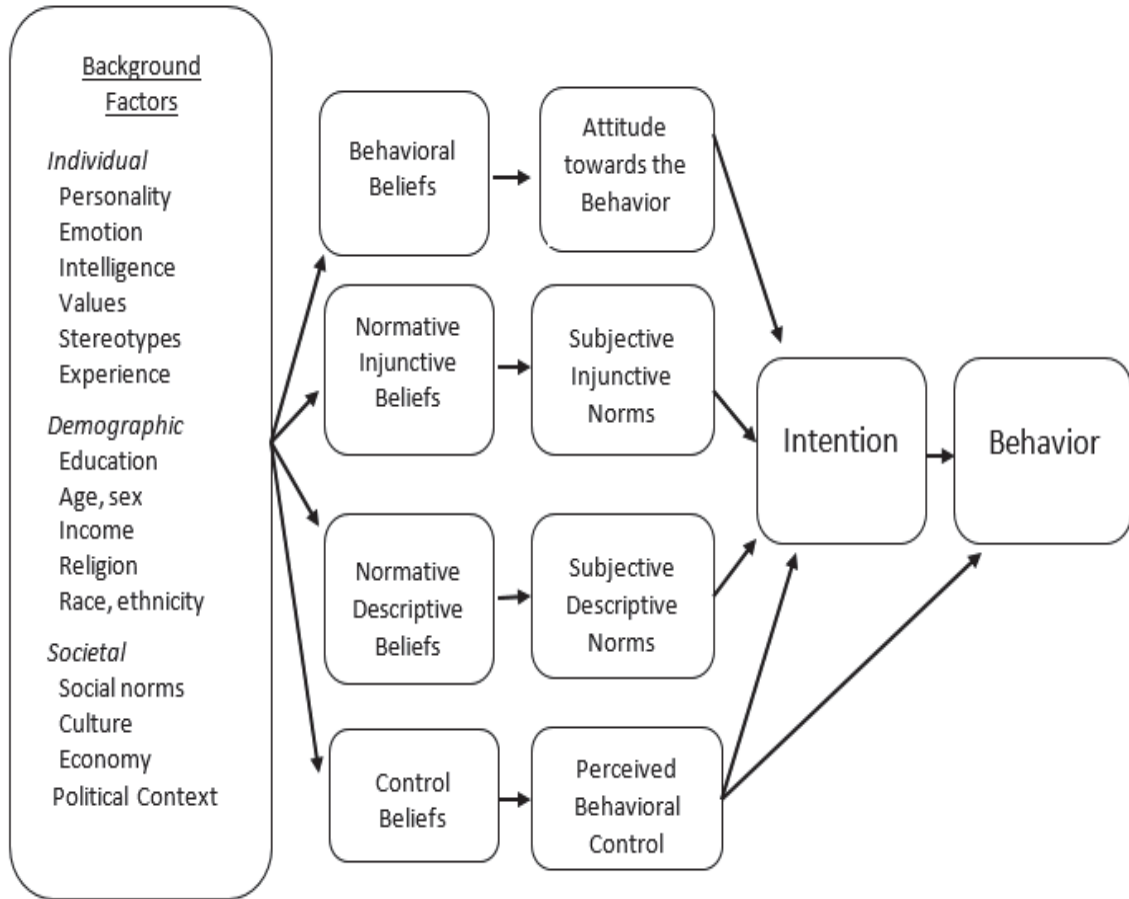 Background
Factors
Individual
Personality
Emotion
Intelligence
Values
Stereotypes
Experience
Demographic
Education
Age, sex
Income
Religion
Race, ethnicity
Societal
Social norms
Culture
Economy
Political Context
Behavioral
Beliefs
Attitude
towards the
Behavior
Normative
Injunctive
Beliefs
Subjective
Injunctive
Norms
Normative
Descriptive
Beliefs
Subjective
Descriptive
Norms
Control
Beliefs
Perceived
Behavioral
Control
Intention
Behavior